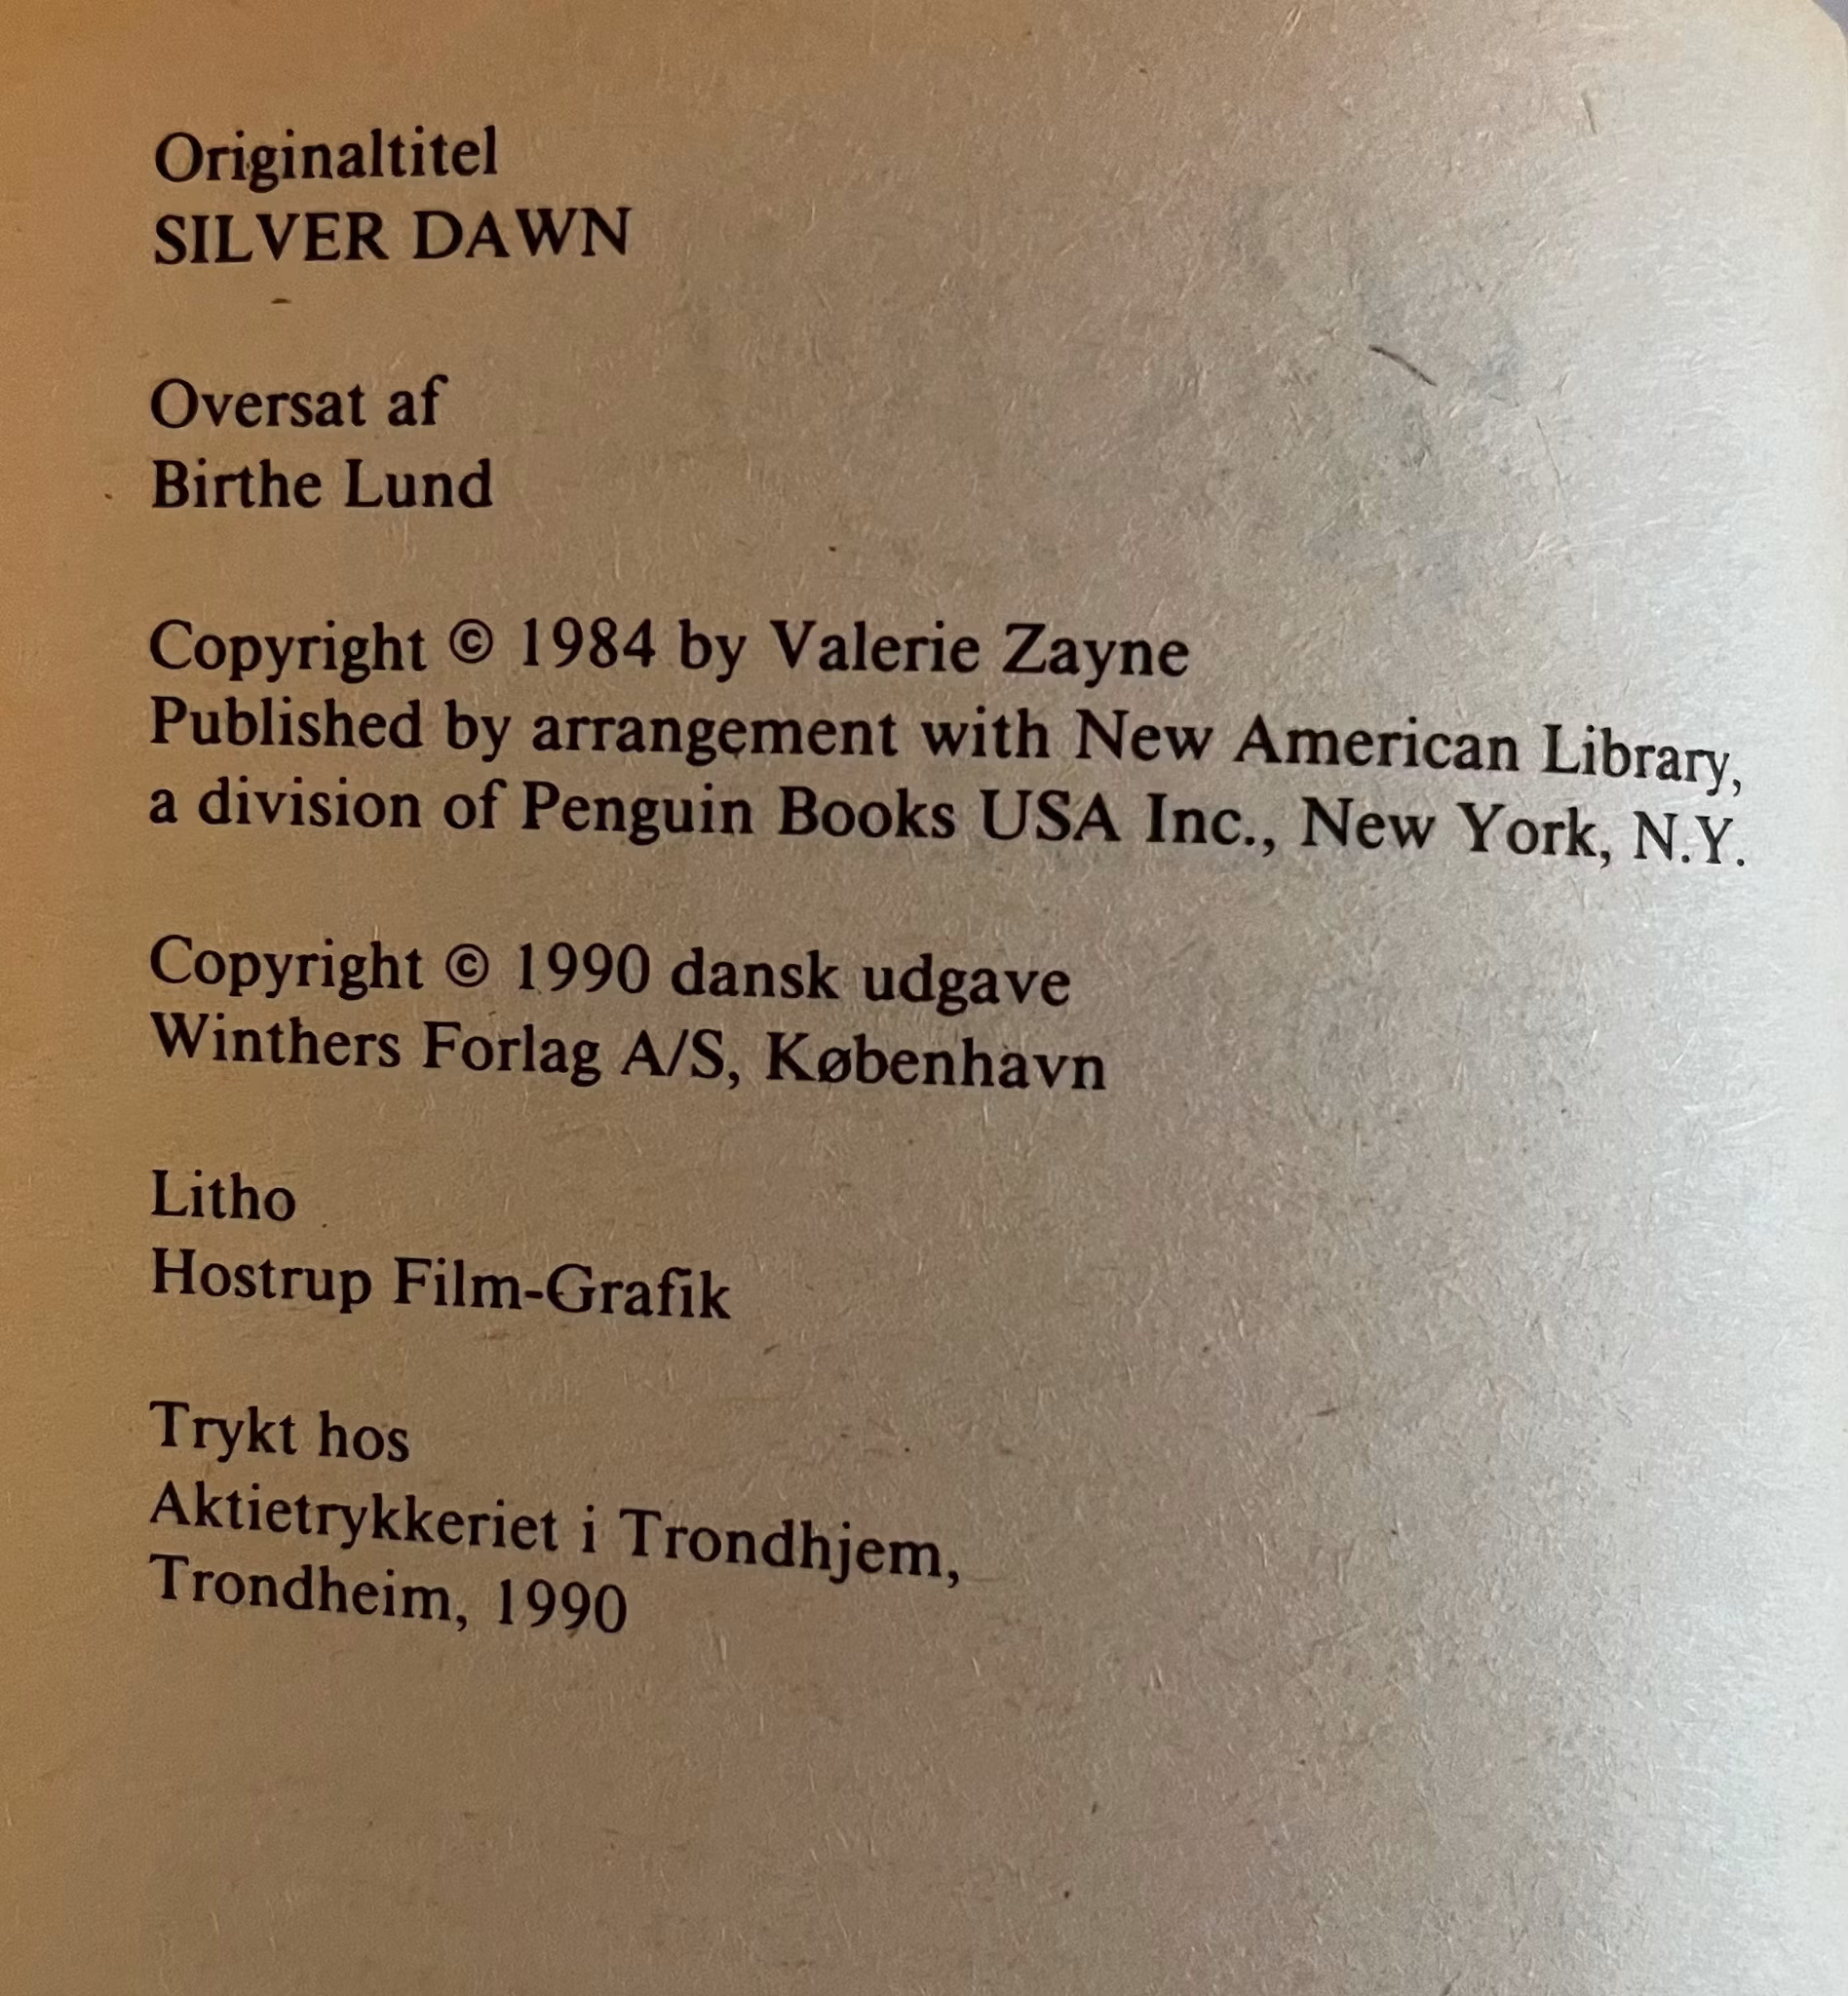 Originaltitel
SILVER DAWN
Oversat af
Birthe Lund
Copyright © 1984 by Valerie Zayne
Published by arrangement with New American Library,
a division of Penguin Books USA Inc., New York, N.Y.
Copyright © 1990 dansk udgave
Winthers Forlag A/S, København
Litho
Hostrup Film-Grafik
Trykt hos
Aktietrykkeriet i Trondhjem,
Trondheim, 1990